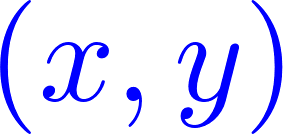 (x, y)